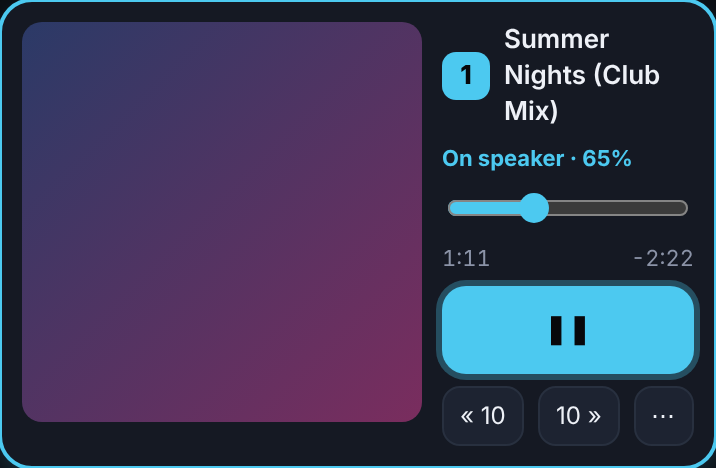 1
Summer
Nights (Club
Mix)
On speaker · 65%
1:11
-2:22
« 10
10 »
···